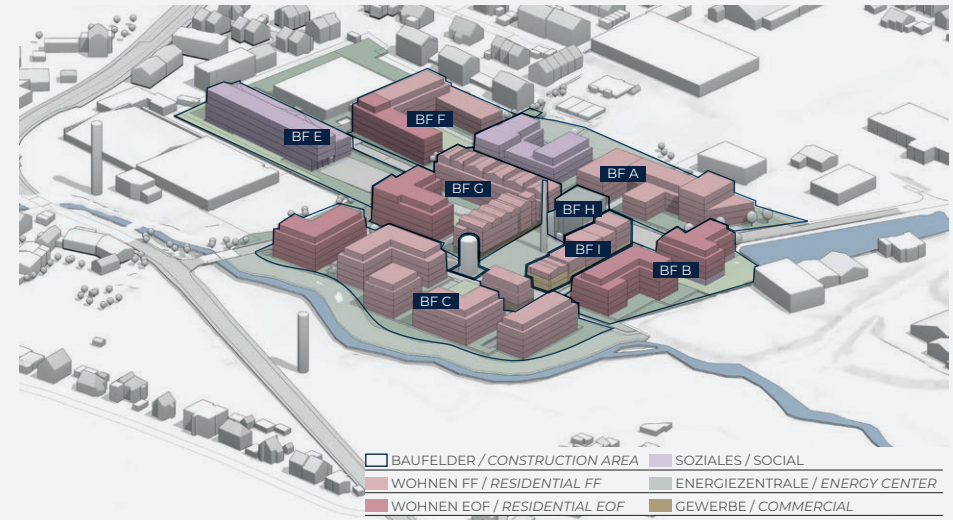 BF F
BF E
BF A
BF G
BF H
BF I
BF B
BF C
BAUFELDER / CONSTRUCTION AREA
SOZIALES / SOCIAL
WOHNEN FF / RESIDENTIAL FF
ENERGIEZENTRALE / ENERGY CENTER
WOHNEN EOF / RESIDENTIAL EOF
GEWERBE / COMMERCIAL